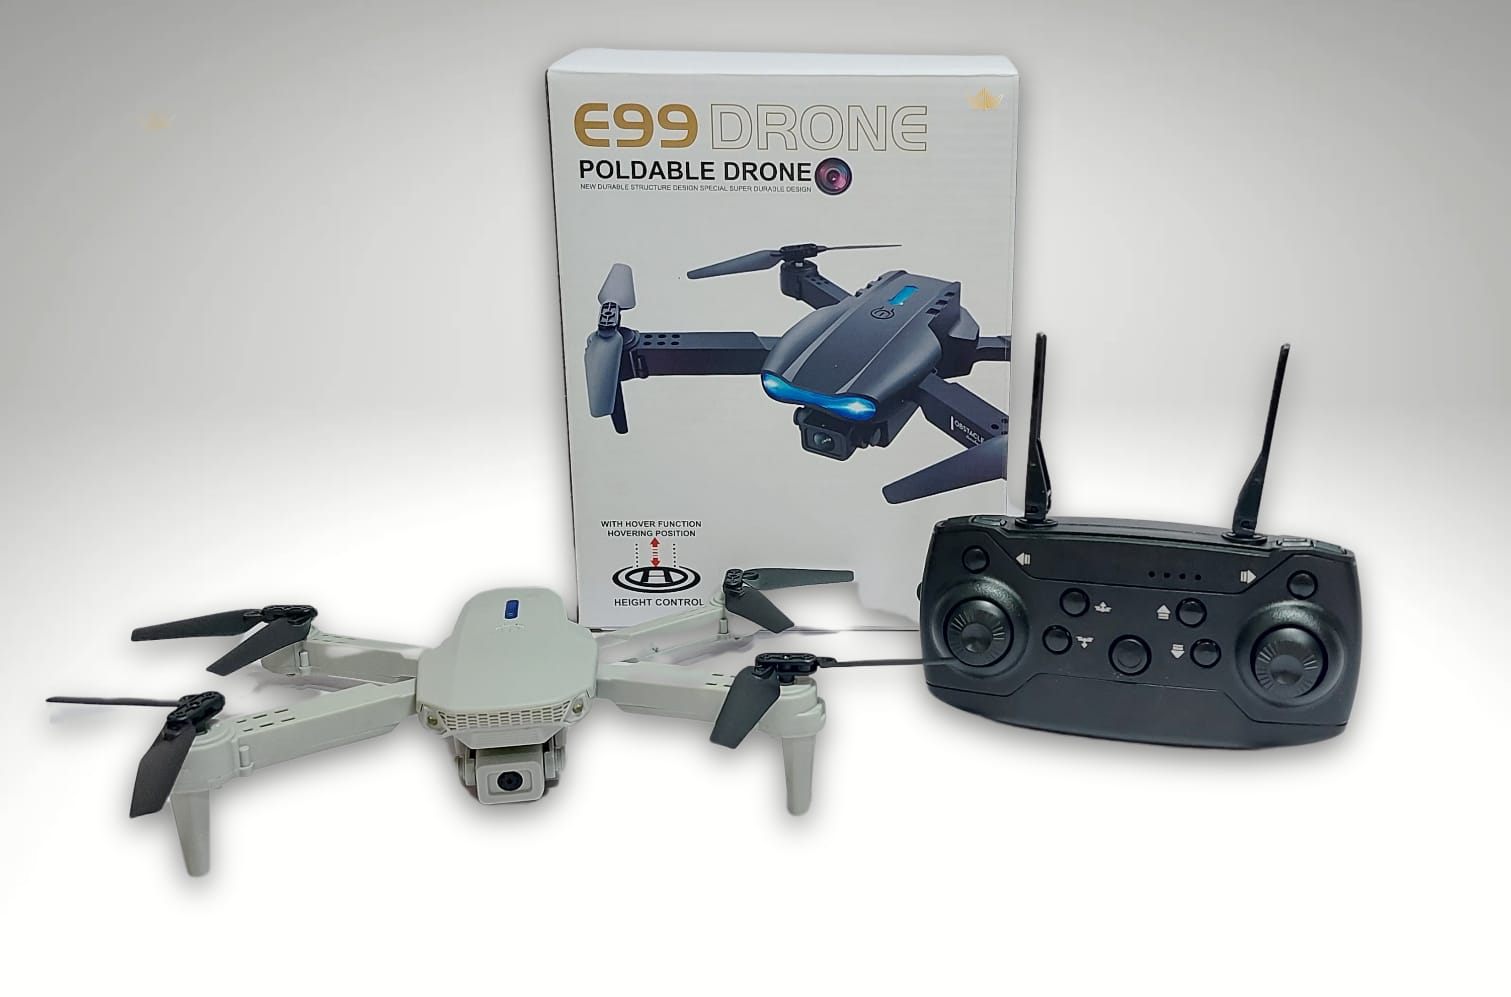 E99 DRONE
POLDABLE DRONE
NEW DURABLE STRUCTURE DESIGN SPECIAL SUPER DURABLE DESIGN
OBSTACLE
WITH HOVER FUNCTION
HOVERING POSITION
HEIGHT CONTROL